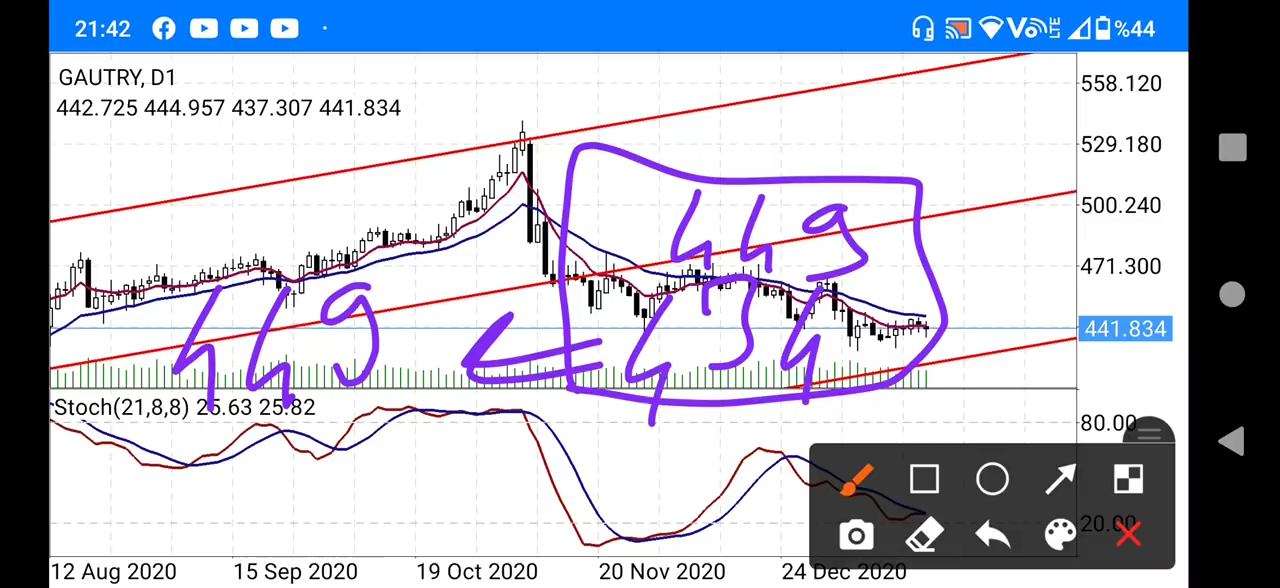 21:42 %44
GAUTRY, D1
442.725 444.957 437.307 441.834
558.120
529.180
500.240
471.300
441.834
449
454
449
Stoch(21,8,8) 25.63 25.82
80.00
20.00
12 Aug 2020 15 Sep 2020 19 Oct 2020 20 Nov 2020 24 Dec 2020